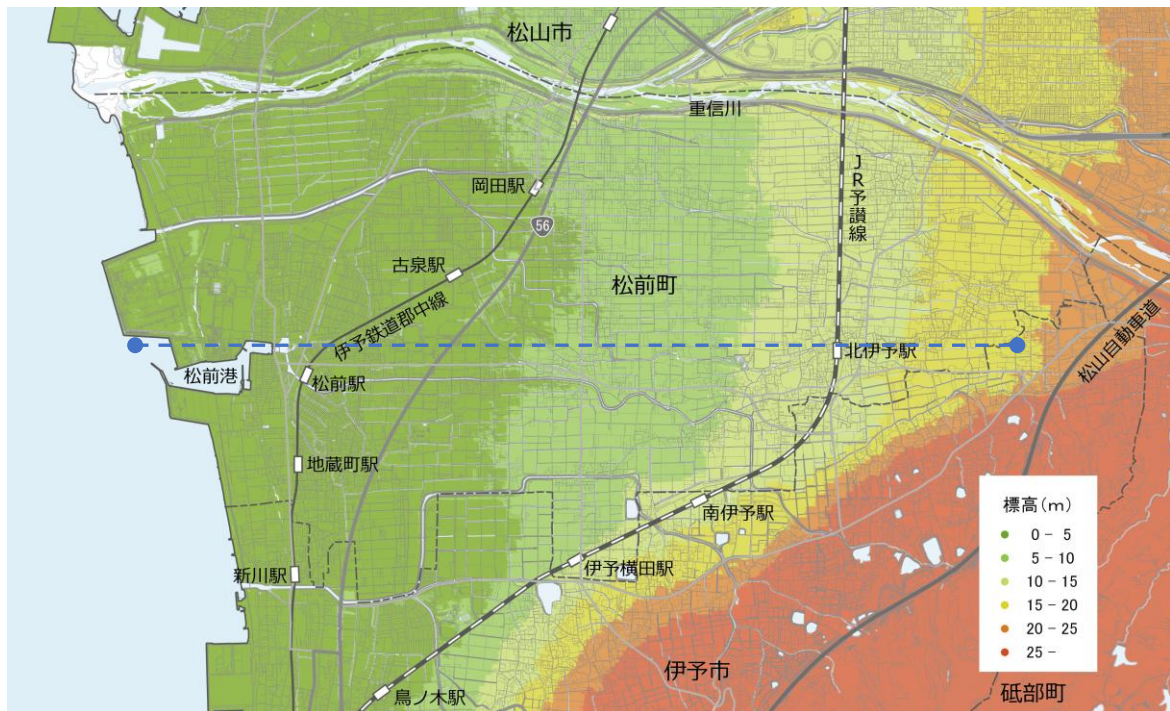 松山市
重信川
JR予讃線
岡田駅
56
古泉駅
松前町
伊予鉄道郡中線
松山自動車道
北伊予駅
松前港
松前駅
地蔵町駅
南伊予駅
伊予横田駅
新川駅
鳥ノ木駅
伊予市
砥部町
標高(m)
0 - 5
5 - 10
10 - 15
15 - 20
20 - 25
25 -